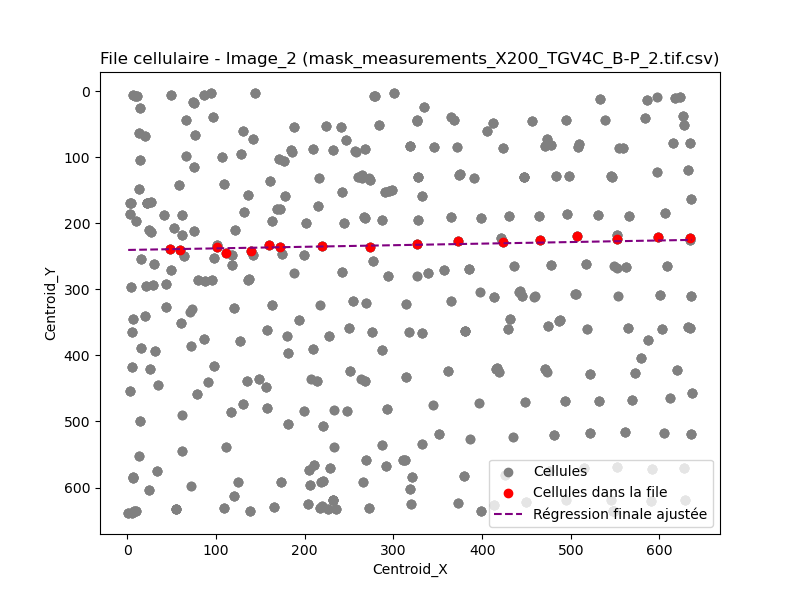 File cellulaire - Image_2 (mask_measurements_X200_TGV4C_B-P_2.tif.csv)
0
100
200
300
400
500
600
Centroid_Y
Cellules
Cellules dans la file
Régression finale ajustée
0 100 200 300 400 500 600
Centroid_X